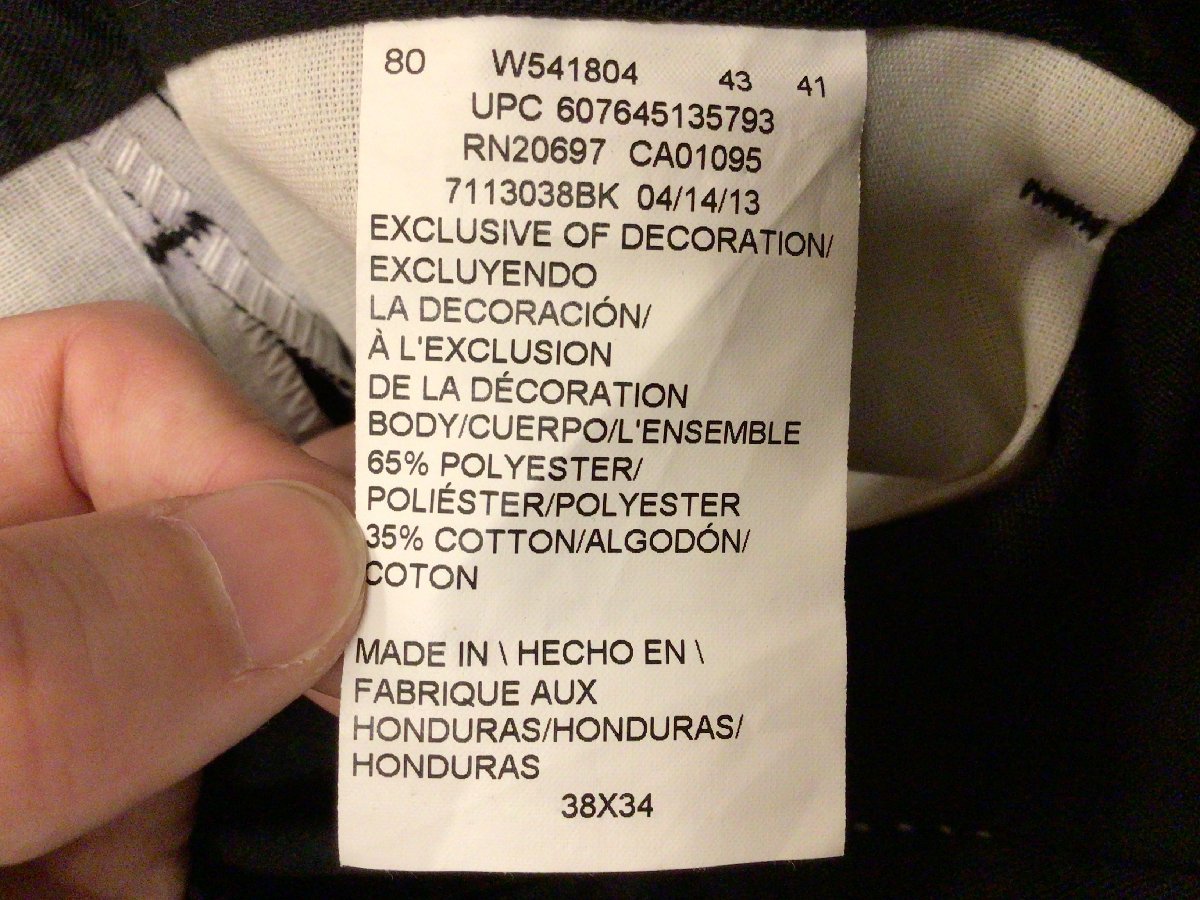 80 W541804 43 41
UPC 607645135793
RN20697 CA01095
7113038BK 04/14/13
EXCLUSIVE OF DECORATION/
EXCLUYENDO
LA DECORACIÓN/
À L'EXCLUSION
DE LA DÉCORATION
BODY/CUERPO/L'ENSEMBLE
65% POLYESTER/
POLIÉSTER/POLYESTER
35% COTTON/ALGODÓN/
COTON
MADE IN \ HECHO EN \
FABRIQUE AUX
HONDURAS/HONDURAS/
HONDURAS
38X34